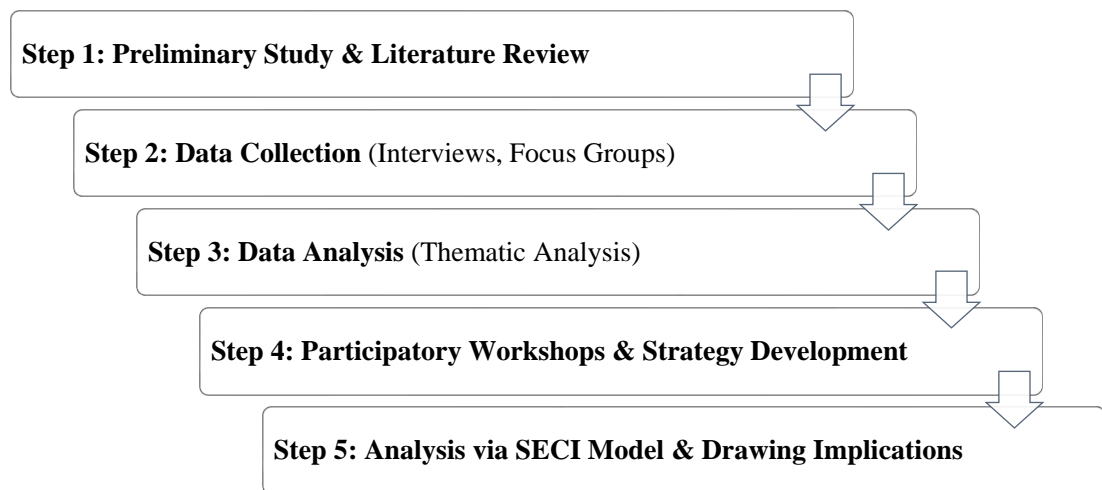 Step 1: Preliminary Study & Literature Review
Step 2: Data Collection (Interviews, Focus Groups)
Step 3: Data Analysis (Thematic Analysis)
Step 4: Participatory Workshops & Strategy Development
Step 5: Analysis via SECI Model & Drawing Implications